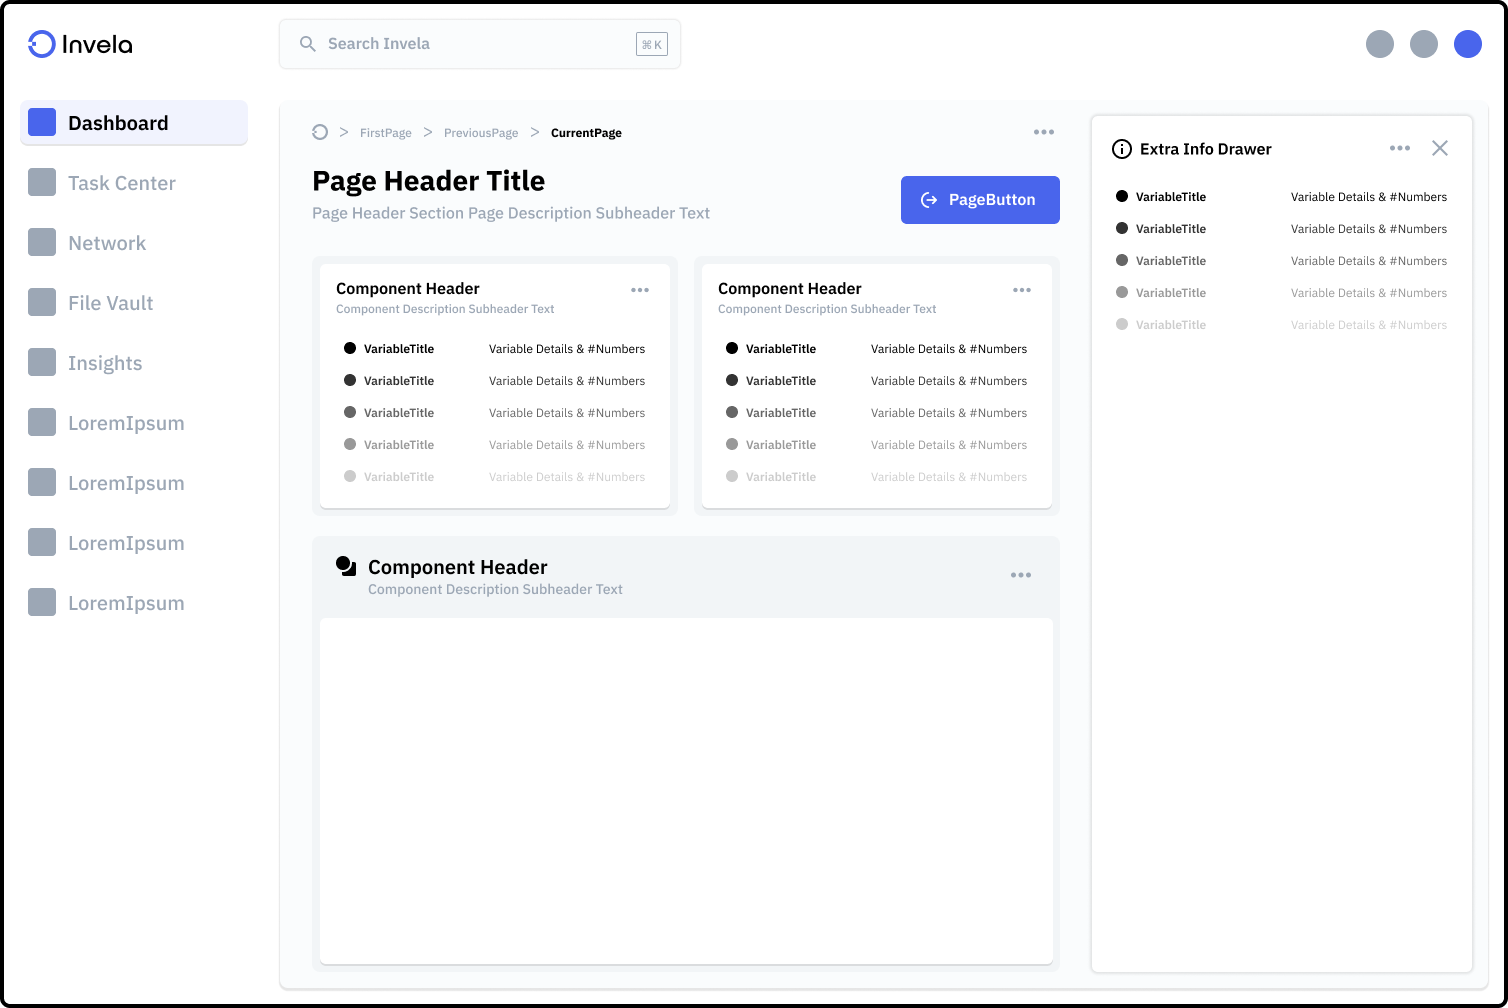 Invela
Search Invela
⌘ K
Dashboard
Task Center
Network
File Vault
Insights
LoremIpsum
LoremIpsum
LoremIpsum
LoremIpsum
> FirstPage > PreviousPage > CurrentPage
Page Header Title
Page Header Section Page Description Subheader Text
PageButton
Component Header
Component Description Subheader Text
VariableTitle Variable Details & #Numbers
VariableTitle Variable Details & #Numbers
VariableTitle Variable Details & #Numbers
VariableTitle Variable Details & #Numbers
VariableTitle Variable Details & #Numbers
Component Header
Component Description Subheader Text
VariableTitle Variable Details & #Numbers
VariableTitle Variable Details & #Numbers
VariableTitle Variable Details & #Numbers
VariableTitle Variable Details & #Numbers
VariableTitle Variable Details & #Numbers
Component Header
Component Description Subheader Text
Extra Info Drawer
VariableTitle Variable Details & #Numbers
VariableTitle Variable Details & #Numbers
VariableTitle Variable Details & #Numbers
VariableTitle Variable Details & #Numbers
VariableTitle Variable Details & #Numbers